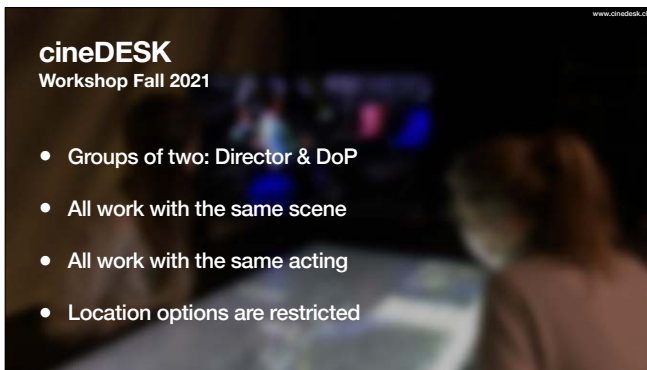 www.cinedesk.ch
cineDESK
Workshop Fall 2021
• Groups of two: Director & DoP
• All work with the same scene
• All work with the same acting
• Location options are restricted